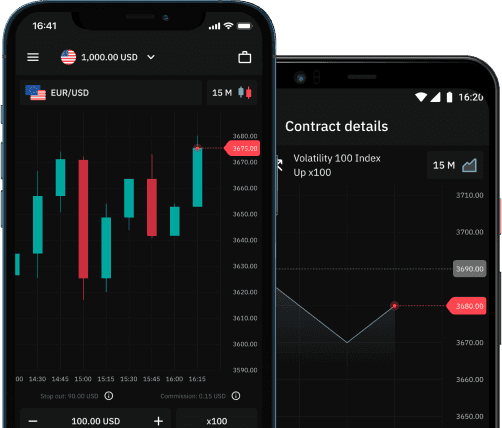 16:41
1,000.00 USD
EUR/USD
15 M
3680.00
3675.00
3670.00
3660.00
3650.00
3640.00
3630.00
3620.00
3610.00
3600.00
3590.00
00 14:30 14:45 15:00 15:15 15:30 15:45 16:00 16:15
Stop out: 90.00 USD
Commission: 0.15 USD
− 100.00 USD +
x100
16:20
Contract details
Volatility 100 Index
Up x100
15 M
3710.00
3700.00
3690.00
3680.00
3670.00
3660.00
3650.00